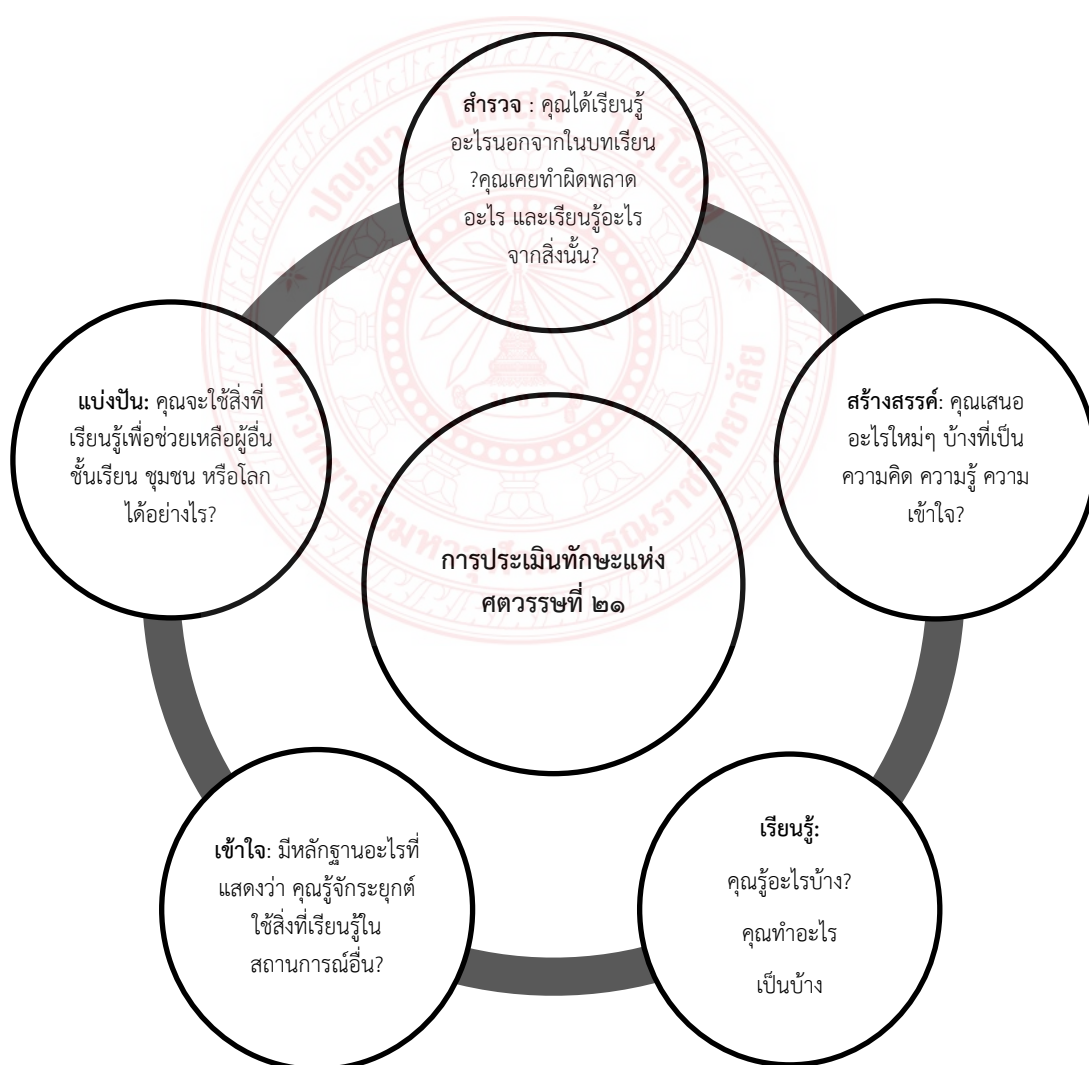 สำรวจ : คุณได้เรียนรู้
อะไรนอกจากในบทเรียน
?คุณเคยทำผิดพลาด
อะไร และเรียนรู้อะไร
จากสิ่งนั้น?
สร้างสรรค์: คุณเสนอ
อะไรใหม่ๆ บ้างที่เป็น
ความคิด ความรู้ ความ
เข้าใจ?
เรียนรู้:
คุณรู้อะไรบ้าง?
คุณทำอะไร
เป็นบ้าง
เข้าใจ: มีหลักฐานอะไรที่
แสดงว่า คุณรู้จักระยุกต์
ใช้สิ่งที่เรียนรู้ใน
สถานการณ์อื่น?
แบ่งปัน: คุณจะใช้สิ่งที่
เรียนรู้เพื่อช่วยเหลือผู้อื่น
ชั้นเรียน ชุมชน หรือโลก
ได้อย่างไร?
การประเมินทักษะแห่ง
ศตวรรษที่ ๒๑